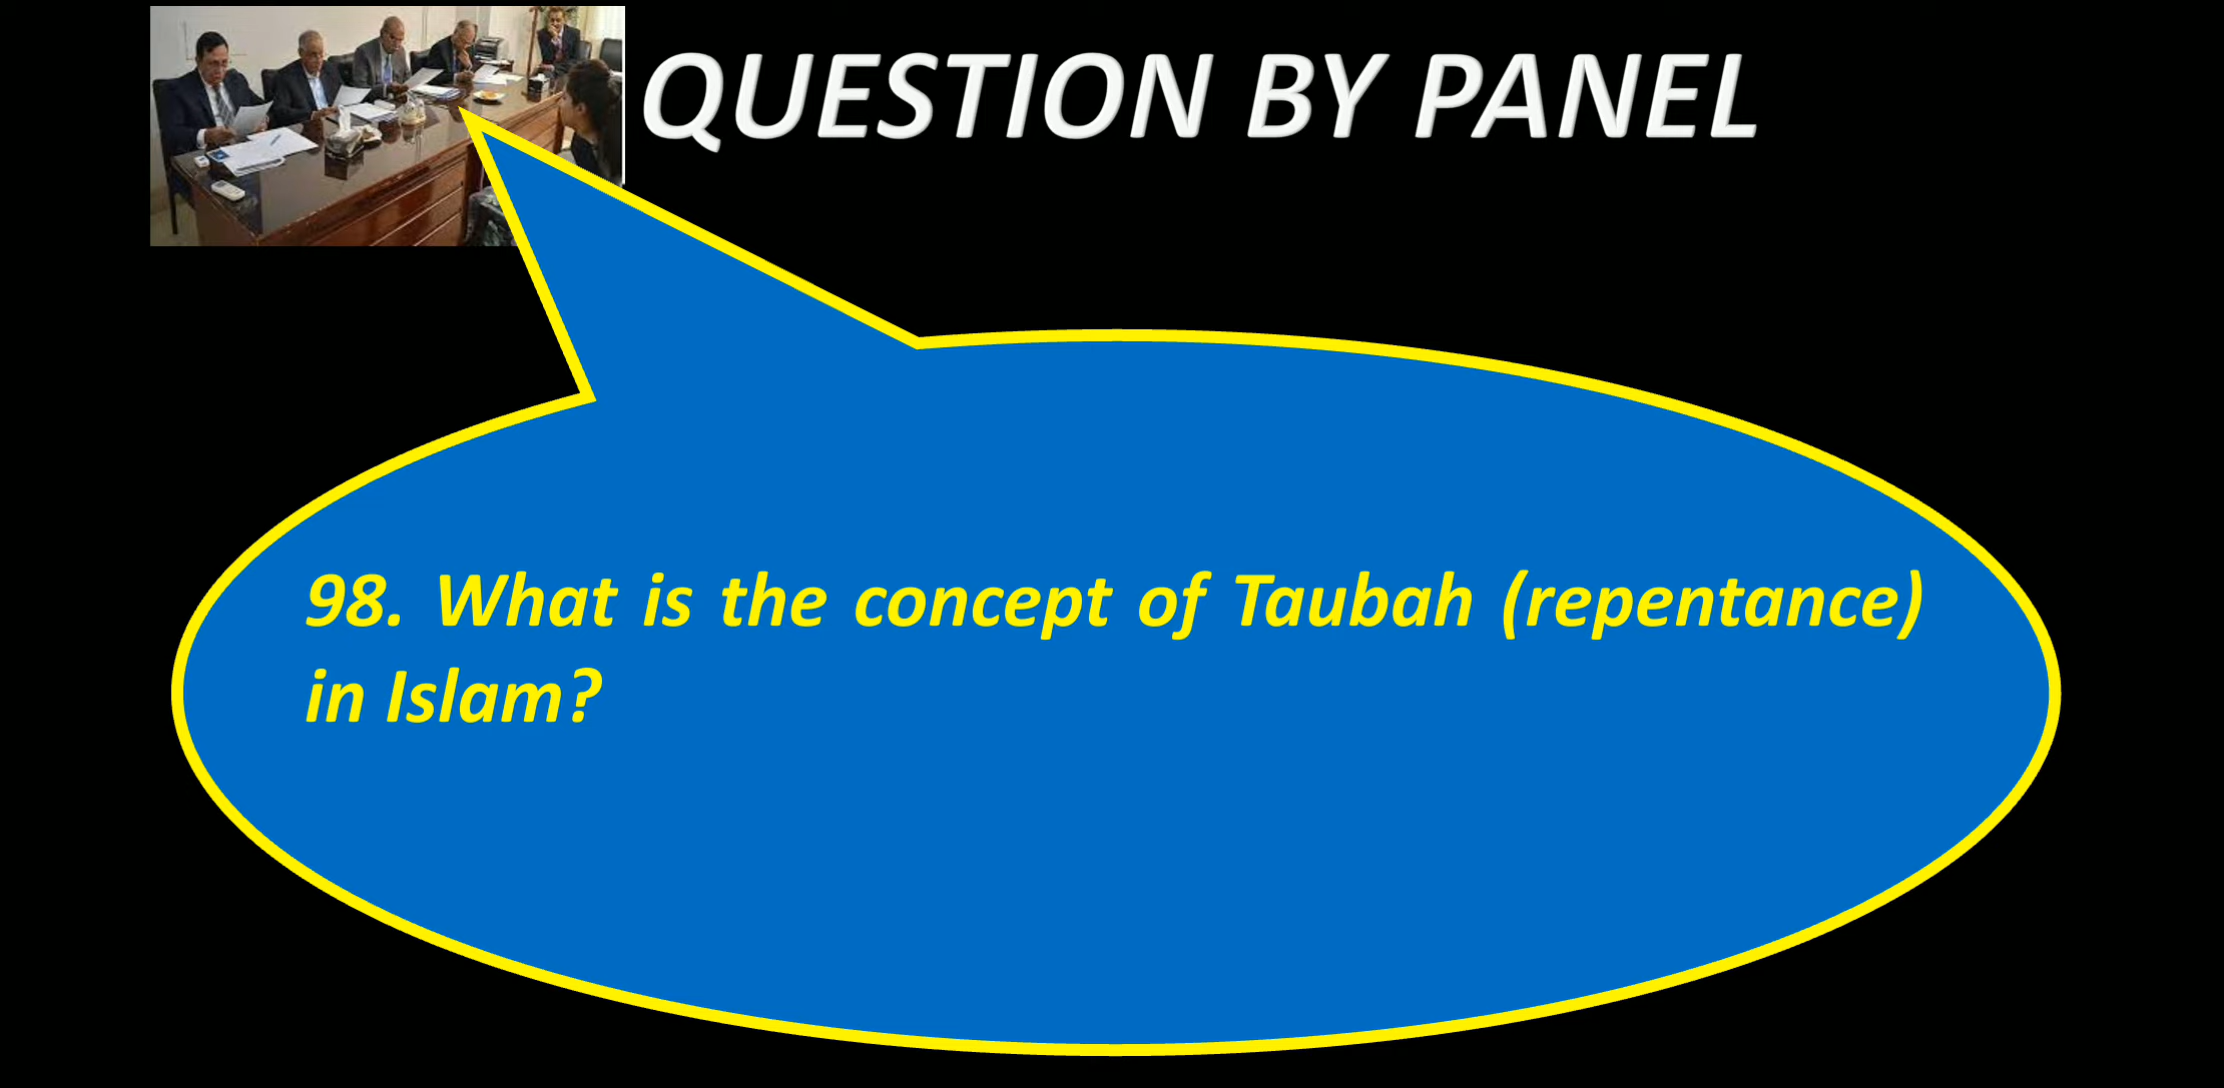 QUESTION BY PANEL
98. What is the concept of Taubah (repentance)
in Islam?